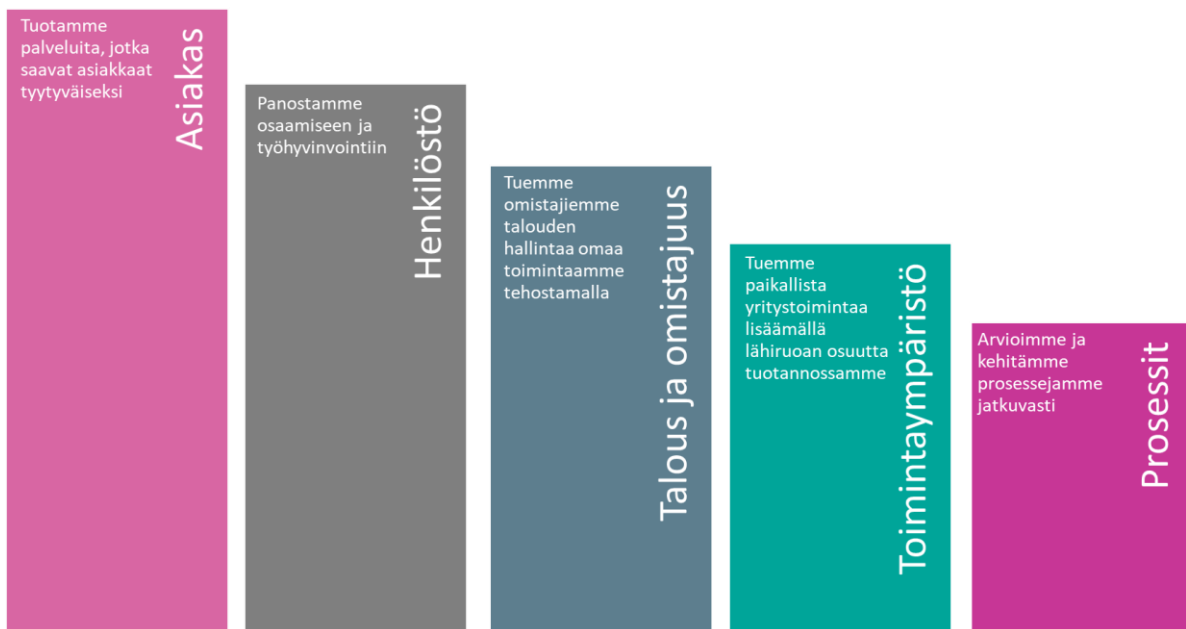 Tuotamme
palveluita, jotka
saavat asiakkaat
tyytyväiseksi
Asiakas
Panostamme
osaamiseen ja
työhyvinvointiin
Henkilöstö
Tuemme
omistajiemme
talouden
hallintaa omaa
toimintaamme
tehostamalla
Talous ja omistajuus
Tuemme
paikallista
yritystoimintaa
lisäämällä
lähiruoan osuutta
tuotannossamme
Toimintaympäristö
Arvioimme ja
kehitämme
prosessejamme
jatkuvasti
Prosessit